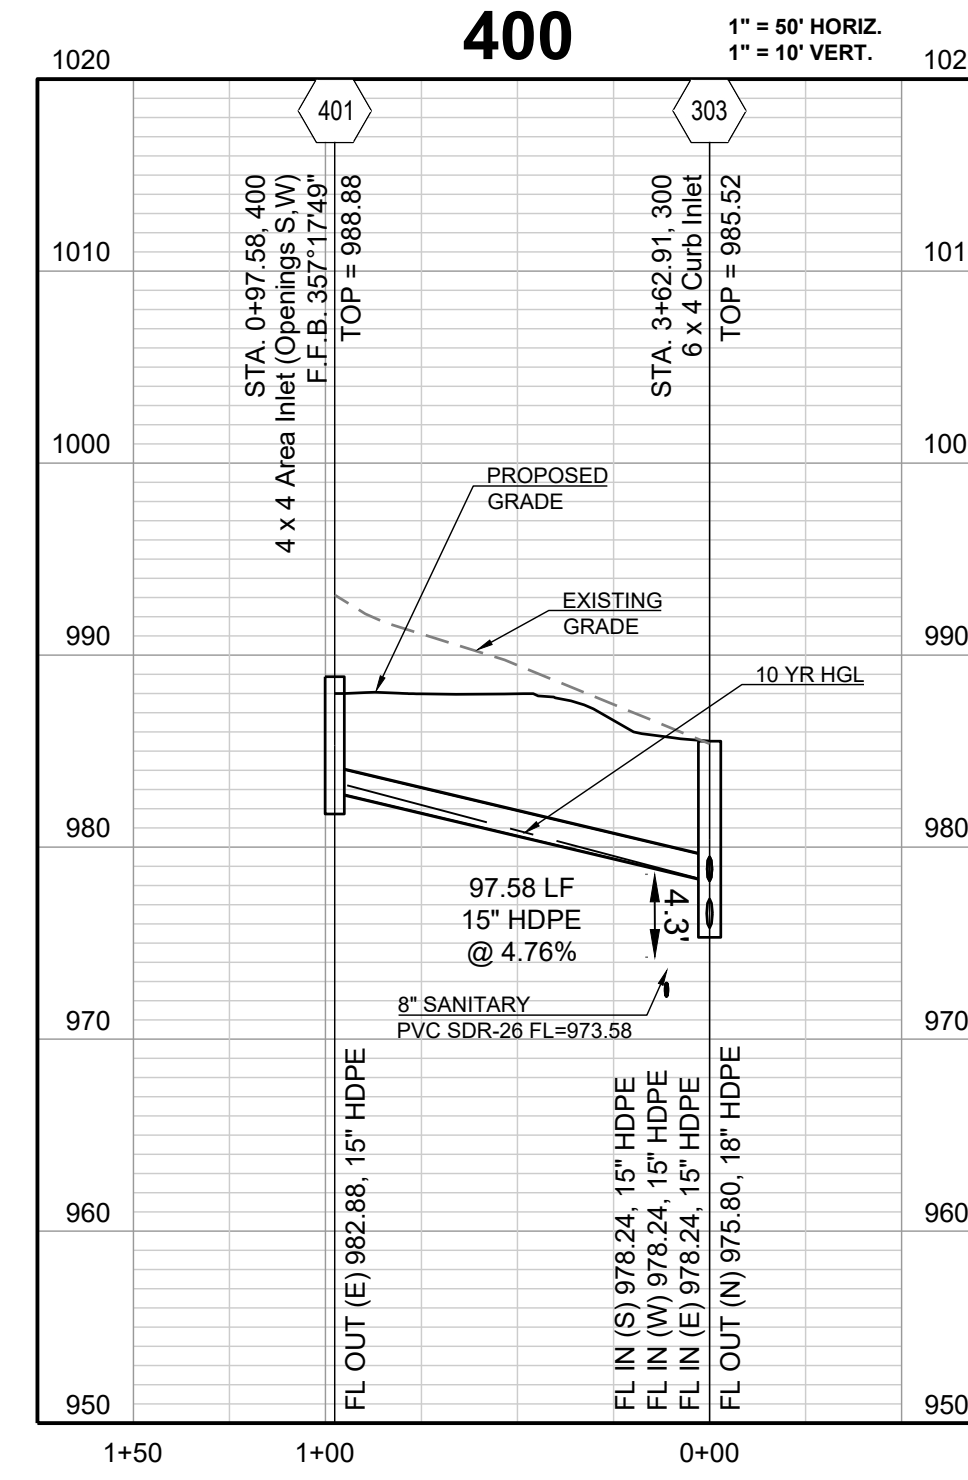 400
1" = 50' HORIZ.
1" = 10' VERT.
1020
102
401
303
STA. 0+97.58, 400
4 x 4 Area Inlet (Openings S,W)
F.F.B. 357°17'49"
TOP = 988.88
STA. 3+62.91, 300
6 x 4 Curb Inlet
TOP = 985.52
1010
101
1000
100
PROPOSED
GRADE
EXISTING
GRADE
990
990
10 YR HGL
980
980
97.58 LF
15" HDPE
@ 4.76%
4.3'
8" SANITARY
PVC SDR-26 FL=973.58
970
970
FL OUT (E) 982.88, 15" HDPE
FL IN (S) 978.24, 15" HDPE
FL IN (W) 978.24, 15" HDPE
FL IN (E) 978.24, 15" HDPE
FL OUT (N) 975.80, 18" HDPE
960
960
950
950
1+50
1+00
0+00